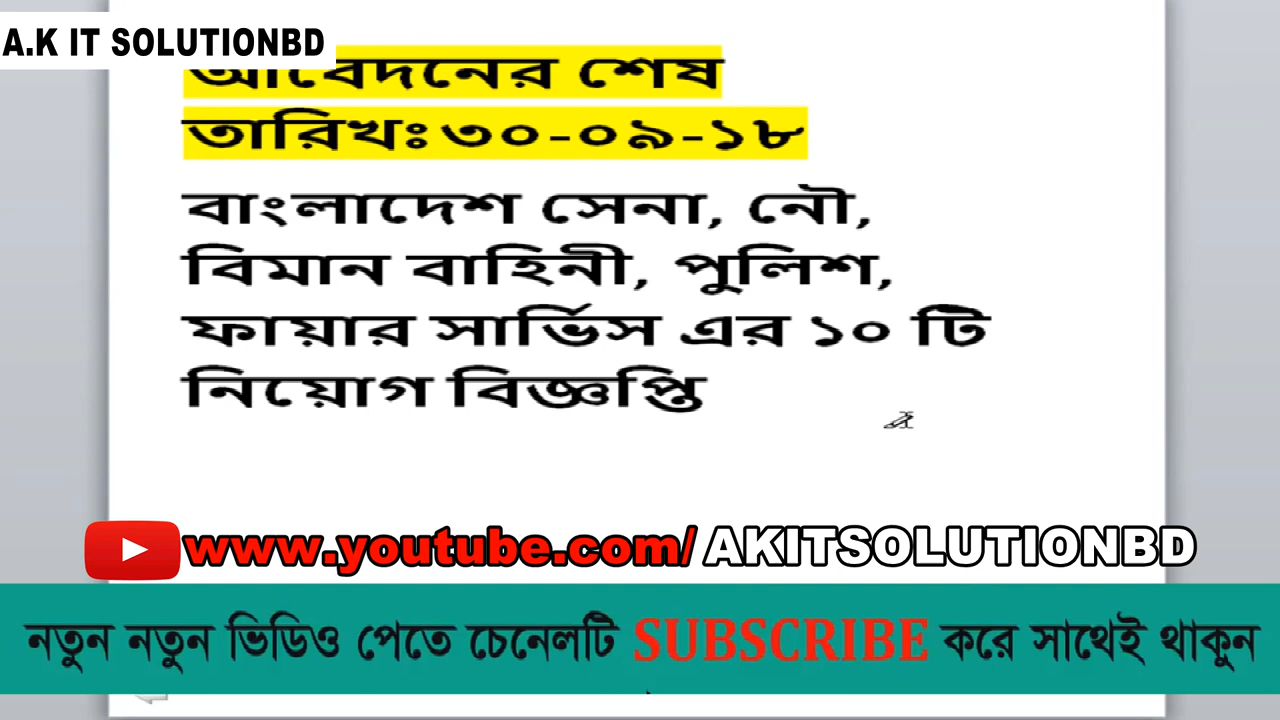 A.K IT SOLUTIONBD
আবেদনের শেষ
তারিখঃ ৩০-০৯-১৮
বাংলাদেশ সেনা, নৌ,
বিমান বাহিনী, পুলিশ,
ফায়ার সার্ভিস এর ১০ টি
নিয়োগ বিজ্ঞপ্তি
www.youtube.com/ AKITSOLUTIONBD
নতুন নতুন ভিডিও পেতে চেনেলটি SUBSCRIBE করে সাথেই থাকুন